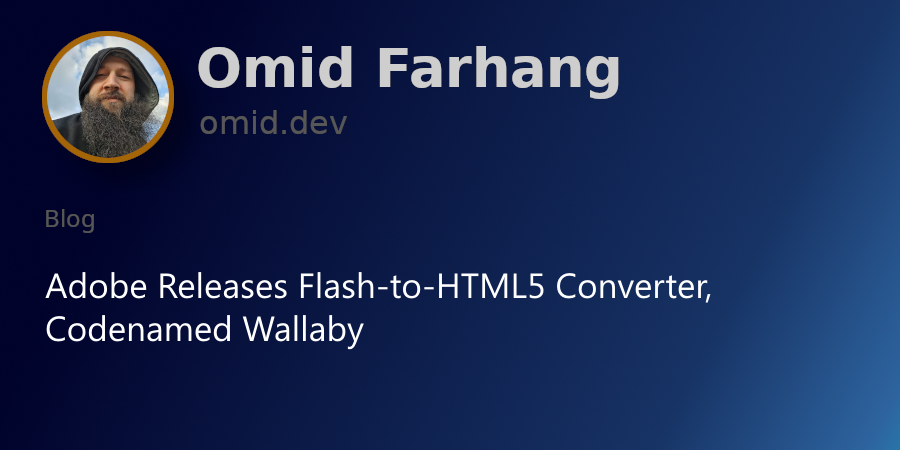 Omid Farhang
omid.dev
Blog
Adobe Releases Flash-to-HTML5 Converter,
Codenamed Wallaby